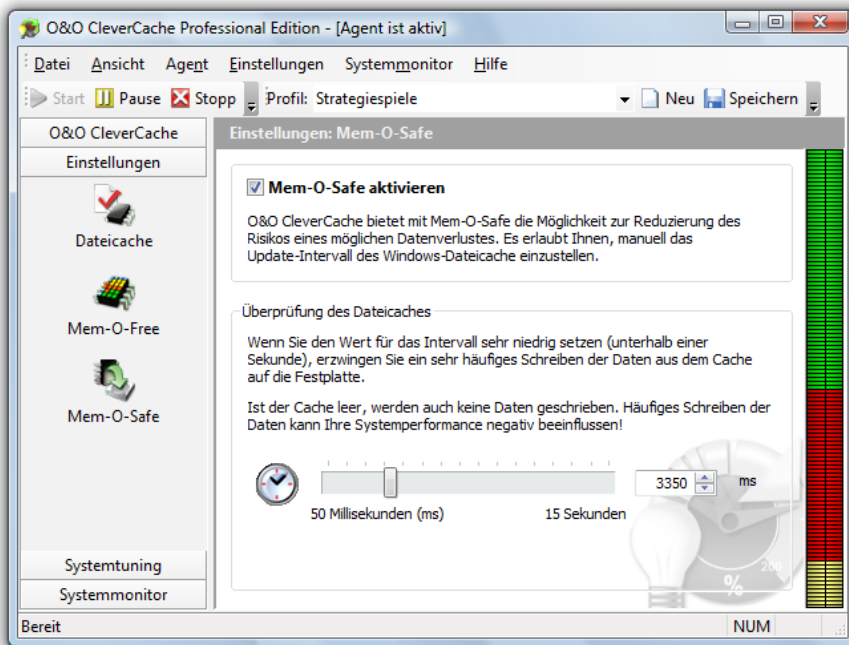 O&O CleverCache Professional Edition - [Agent ist aktiv]
Datei Ansicht Agent Einstellungen Systemmonitor Hilfe
Start Pause Stopp Profil: Strategiespiele Neu Speichern
O&O CleverCache
Einstellungen
Dateicache
Mem-O-Free
Mem-O-Safe
Systemtuning
Systemmonitor
Einstellungen: Mem-O-Safe
Mem-O-Safe aktivieren
O&O CleverCache bietet mit Mem-O-Safe die Möglichkeit zur Reduzierung des
Risikos eines möglichen Datenverlustes. Es erlaubt Ihnen, manuell das
Update-Intervall des Windows-Dateicache einzustellen.
Überprüfung des Dateicaches
Wenn Sie den Wert für das Intervall sehr niedrig setzen (unterhalb einer
Sekunde), erzwingen Sie ein sehr häufiges Schreiben der Daten aus dem Cache
auf die Festplatte.
Ist der Cache leer, werden auch keine Daten geschrieben. Häufiges Schreiben der
Daten kann Ihre Systemperformance negativ beeinflussen!
3350 ms
50 Millisekunden (ms) 15 Sekunden
200
%
Bereit NUM